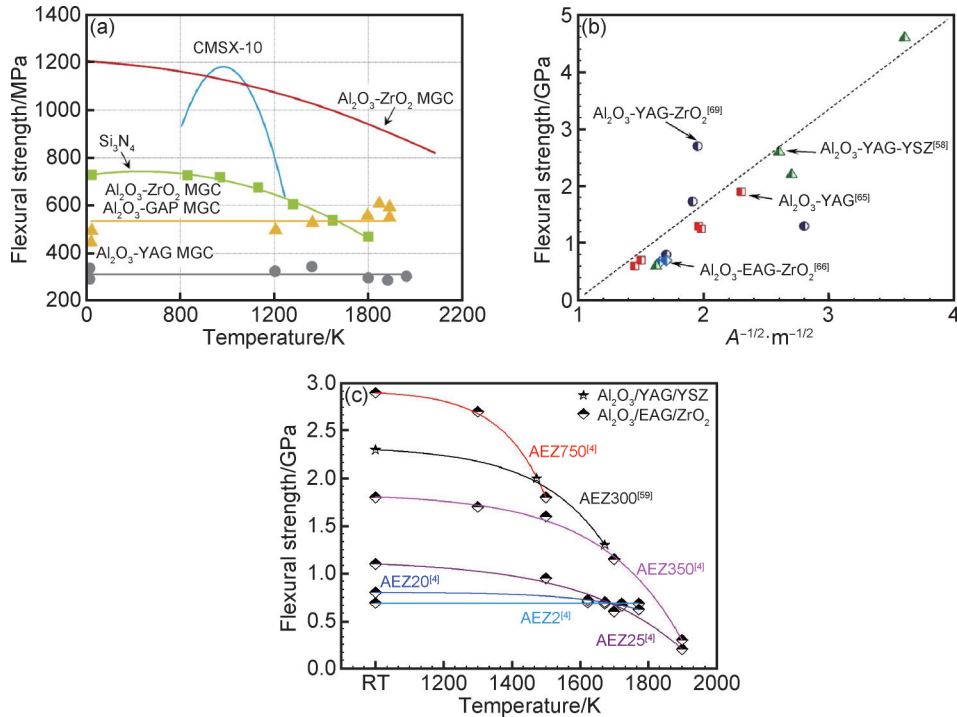 (a)
Flexural strength/MPa
1400
1200
1000
800
600
400
200
CMSX-10
Al₂O₃-ZrO₂ MGC
Si₃N₄
Al₂O₃-ZrO₂ MGC
Al₂O₃-GAP MGC
Al₂O₃-YAG MGC
0 800 1200 1800 2200
Temperature/K
(b)
Flexural strength/GPa
5
4
3
2
1
0
Al₂O₃-YAG-ZrO₂[69]
Al₂O₃-YAG-YSZ[58]
Al₂O₃-YAG[65]
Al₂O₃-EAG-ZrO₂[66]
1 2 3 4
A⁻¹/²·m⁻¹/²
(c)
Flexural strength/GPa
3.0
2.5
2.0
1.5
1.0
0.5
0.0
Al₂O₃/YAG/YSZ
Al₂O₃/EAG/ZrO₂
AEZ750[4]
AEZ300[59]
AEZ350[4]
AEZ20[4]
AEZ2[4]
AEZ25[4]
RT 1200 1400 1600 1800 2000
Temperature/K